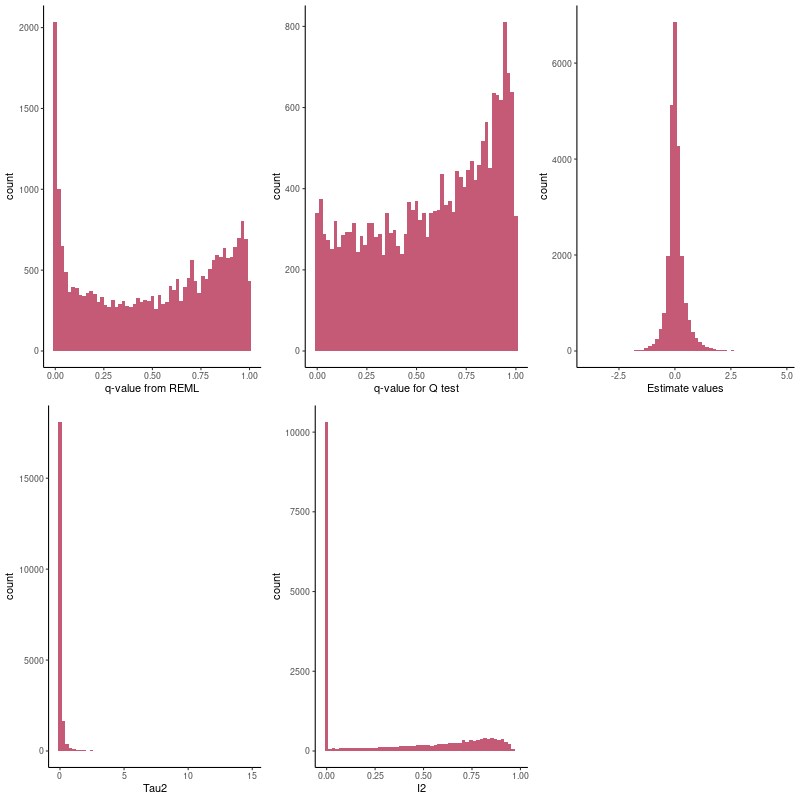 2000
1500
1000
500
0
count
0.00 0.25 0.50 0.75 1.00
q-value from REML
800
600
400
200
0
count
0.00 0.25 0.50 0.75 1.00
q-value for Q test
6000
4000
2000
0
count
-2.5 0.0 2.5 5.0
Estimate values
15000
10000
5000
0
count
0 5 10 15
Tau2
10000
7500
5000
2500
0
count
0.00 0.25 0.50 0.75 1.00
I2